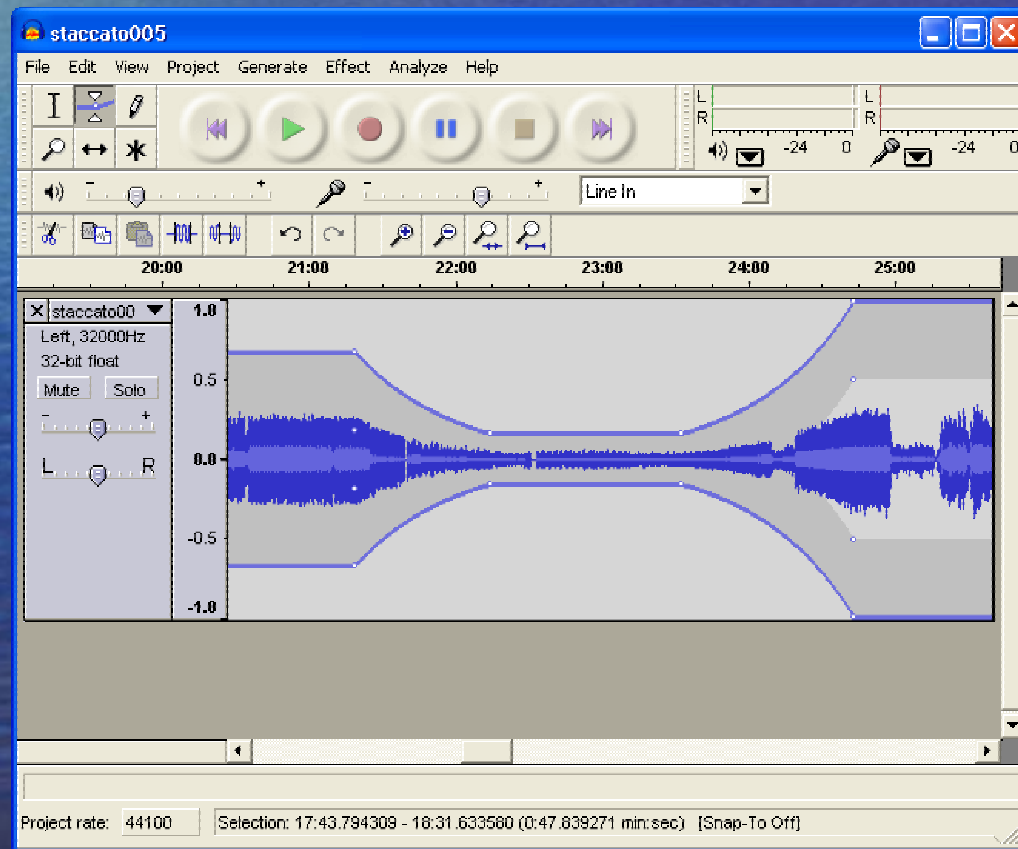 staccato005
File Edit View Project Generate Effect Analyze Help
L
R
-24 0
L
R
-24 0
- +
- +
Line In
20:00 21:00 22:00 23:00 24:00 25:00
X staccato00
Left, 32000Hz
32-bit float
Mute Solo
- +
L R
1.0
0.5
0.0
-0.5
-1.0
Project rate: 44100
Selection: 17:43.794309 - 18:31.633580 (0:47.839271 min:sec) [Snap-To Off]